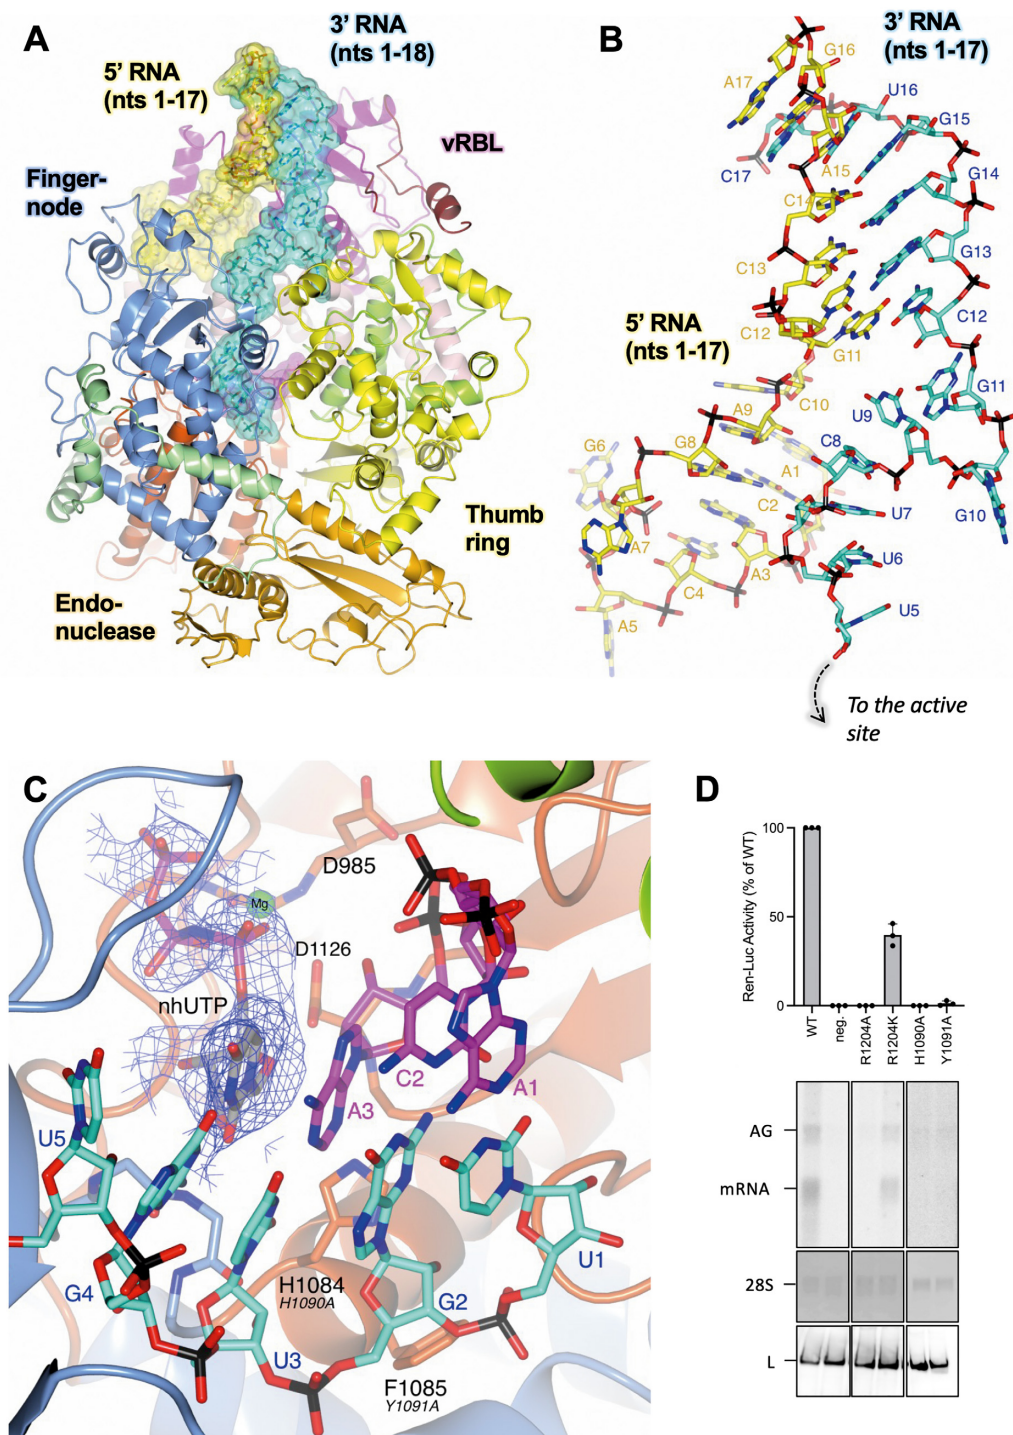 A
3’ RNA
(nts 1-18)
5’ RNA
(nts 1-17)
vRBL
Finger-
node
Thumb
ring
Endo-
nuclease
B
3’ RNA
(nts 1-17)
G16
A17
U16
G15
A15
C17
G14
C14
G13
C13
5’ RNA
(nts 1-17)
C12
C12
G11
G11
C10
U9
A9
G8
C8
G6
A1
C2
U7
G10
A7
A3
U6
C4
U5
A5
To the active
site
C
D985
Mg
D1126
nhUTP
C2
A1
A3
U5
U1
H1084
H1090A
G4
G2
U3
F1085
Y1091A
D
Ren-Luc Activity (% of WT)
100
50
0
WT
neg.
R1204A
R1204K
H1090A
Y1091A
AG
mRNA
28S
L